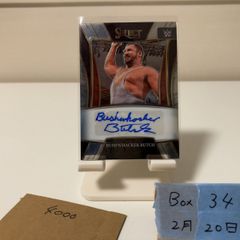 SELECT
Bushwhacker
Butch
BUSHWHACKER BUTCH
4000
Box 34
2月 20日